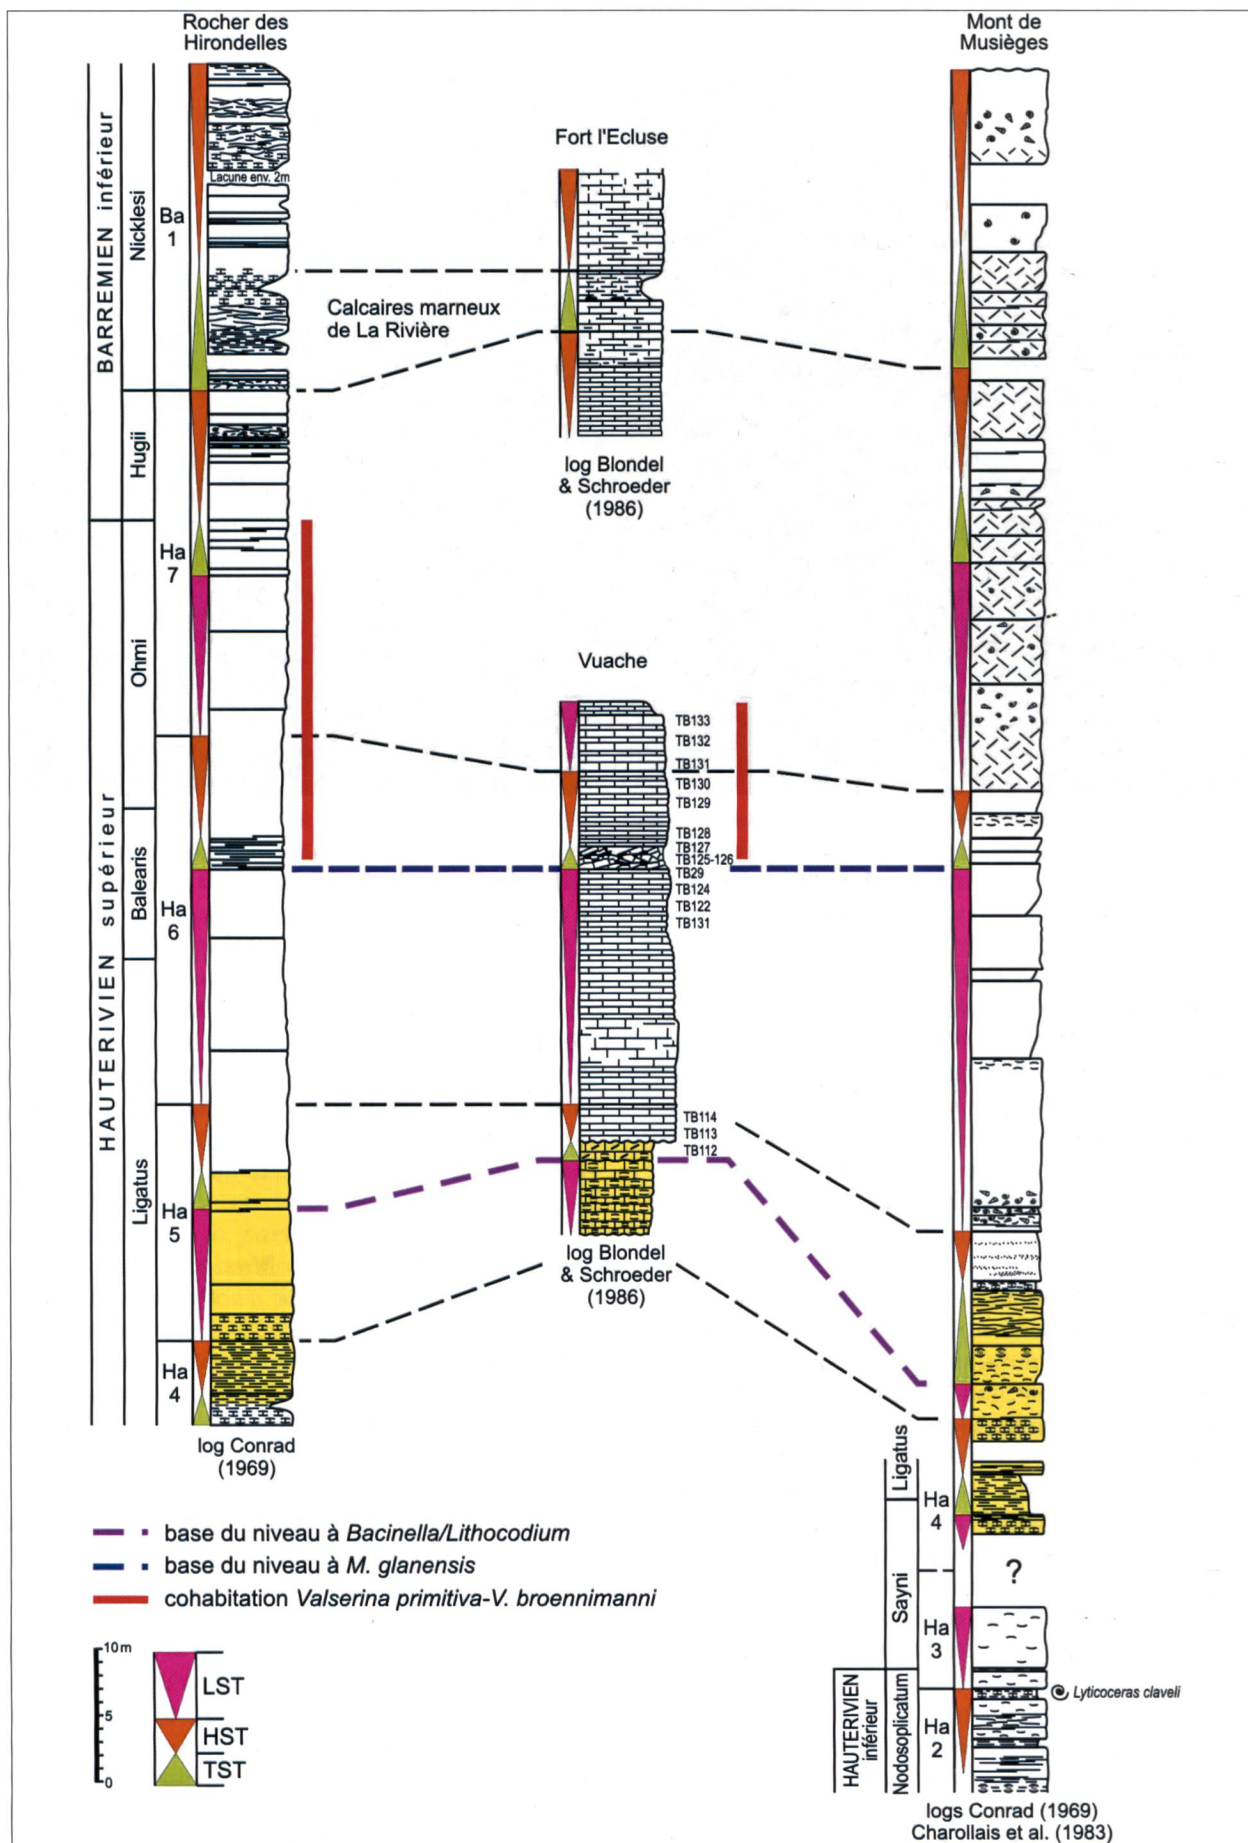 Rocher des
Hirondelles
Mont de
Musièges
Fort l'Ecluse
BARREMIEN inférieur
Nicklesi
Ba
1
Lacune env. 2m
Calcaires marneux
de La Rivière
Hugii
log Blondel
& Schroeder
(1986)
HAUTERIVIEN supérieur
Ohmi
Ha
7
Vuache
TB133
TB132
TB131
TB130
TB129
TB128
TB127
TB125-126
TB29
TB124
TB122
TB131
Balearis
Ha
6
Ligatus
TB114
TB113
TB112
Ha
5
log Blondel
& Schroeder
(1986)
Ha
4
log Conrad
(1969)
Ligatus
Ha
4
Sayni
?
Ha
3
HAUTERIVIEN
inférieur
Nodosoplicatum
Ha
2
Lyticoceras claveli
logs Conrad (1969)
Charollais et al. (1983)
base du niveau à Bacinella/Lithocodium
base du niveau à M. glanensis
cohabitation Valserina primitiva-V. broennimanni
10m
5
0
LST
HST
TST